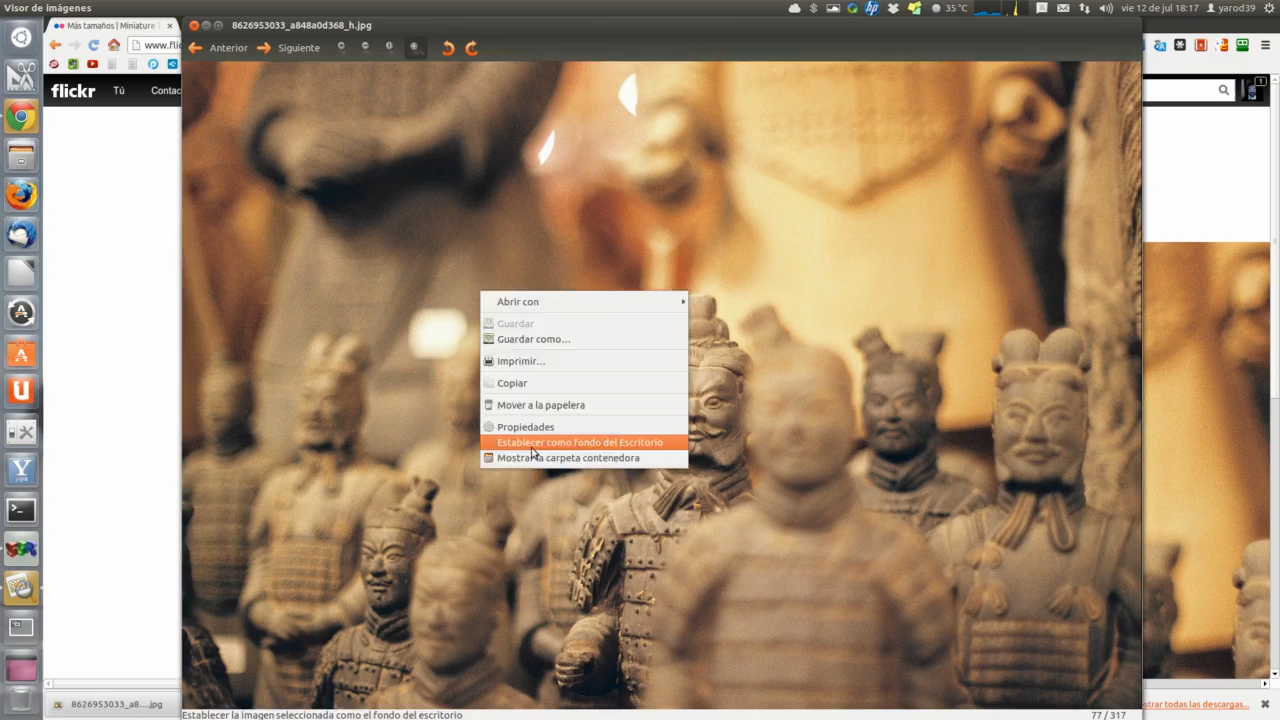 Visor de imágenes
35°C
vie 12 de jul 18:17
yarod39
Más tamaños | Miniature T
8626953033_a848a0d368_h.jpg
www.flic
Anterior
Siguiente
flickr
Tú
Contac
1
Abrir con
Guardar
Guardar como...
Imprimir...
Copiar
Mover a la papelera
Propiedades
Establecer como fondo del Escritorio
Mostrar la carpeta contenedora
8626953033_a8....jpg
strar todas las descargas...
Establecer la imagen seleccionada como el fondo del escritorio
77 / 317